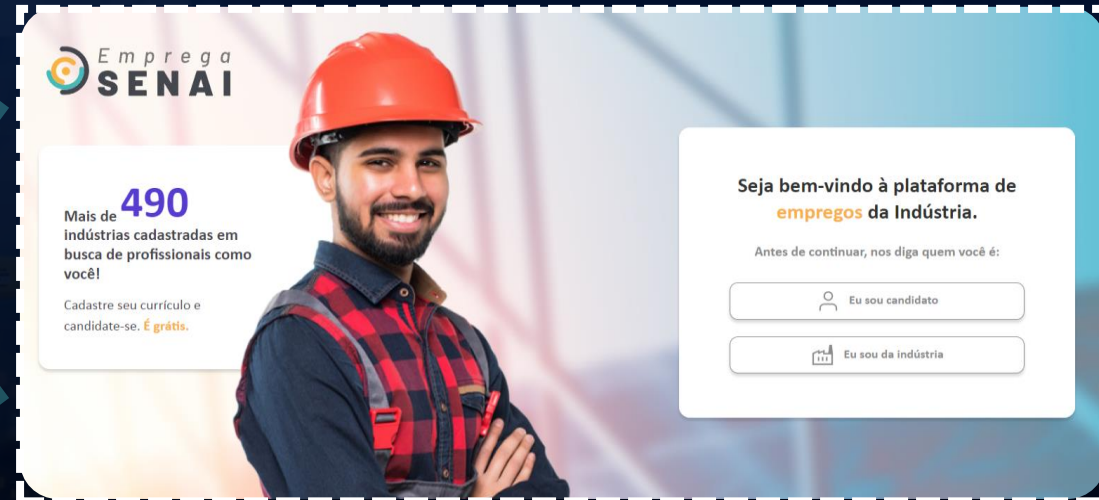 Emprega
SENAI
Mais de 490
indústrias cadastradas em
busca de profissionais como
você!
Cadastre seu currículo e
candidate-se. É grátis.
Seja bem-vindo à plataforma de
empregos da Indústria.
Antes de continuar, nos diga quem você é:
Eu sou candidato
Eu sou da indústria